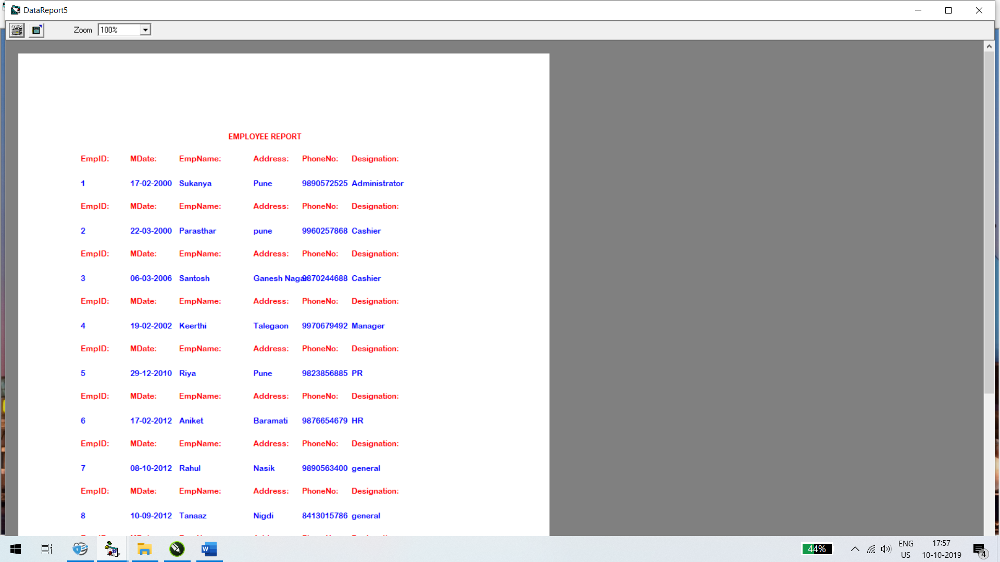 DataReport5
Zoom 100%
EMPLOYEE REPORT
EmpID: MDate: EmpName: Address: PhoneNo: Designation:
1 17-02-2000 Sukanya Pune 9890572525 Administrator
EmpID: MDate: EmpName: Address: PhoneNo: Designation:
2 22-03-2000 Parasthar pune 9960257868 Cashier
EmpID: MDate: EmpName: Address: PhoneNo: Designation:
3 06-03-2006 Santosh Ganesh Nagar 9870244688 Cashier
EmpID: MDate: EmpName: Address: PhoneNo: Designation:
4 19-02-2002 Keerthi Talegaon 9970679492 Manager
EmpID: MDate: EmpName: Address: PhoneNo: Designation:
5 29-12-2010 Riya Pune 9823856885 PR
EmpID: MDate: EmpName: Address: PhoneNo: Designation:
6 17-02-2012 Aniket Baramati 9876654679 HR
EmpID: MDate: EmpName: Address: PhoneNo: Designation:
7 08-10-2012 Rahul Nasik 9890563400 general
EmpID: MDate: EmpName: Address: PhoneNo: Designation:
8 10-09-2012 Tanaaz Nigdi 8413015786 general
44% ENG 17:57
US 10-10-2019 4